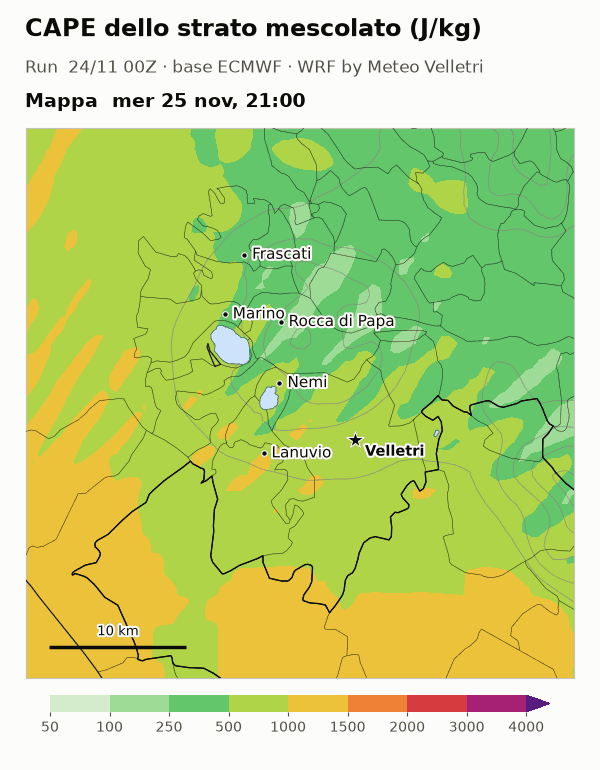 CAPE dello strato mescolato (J/kg)
Run  24/11 00Z · base ECMWF · WRF by Meteo Velletri
Mappa  mer 25 nov, 21:00
Frascati
Marino
Rocca di Papa
Nemi
Velletri
Lanuvio
10 km
50 100 250 500 1000 1500 2000 3000 4000